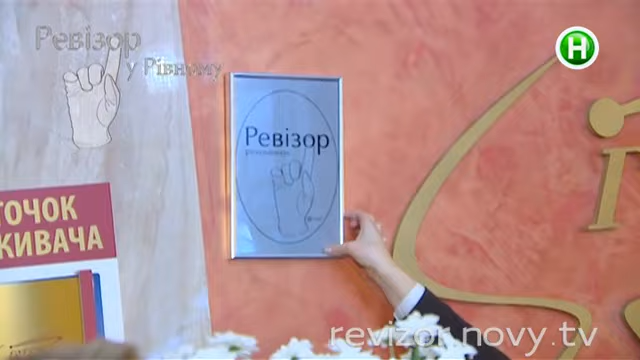 Ревізор
у Рівному
Н
Ревізор
ТОЧОК
ЖИВАЧА
revizor.novy.tv